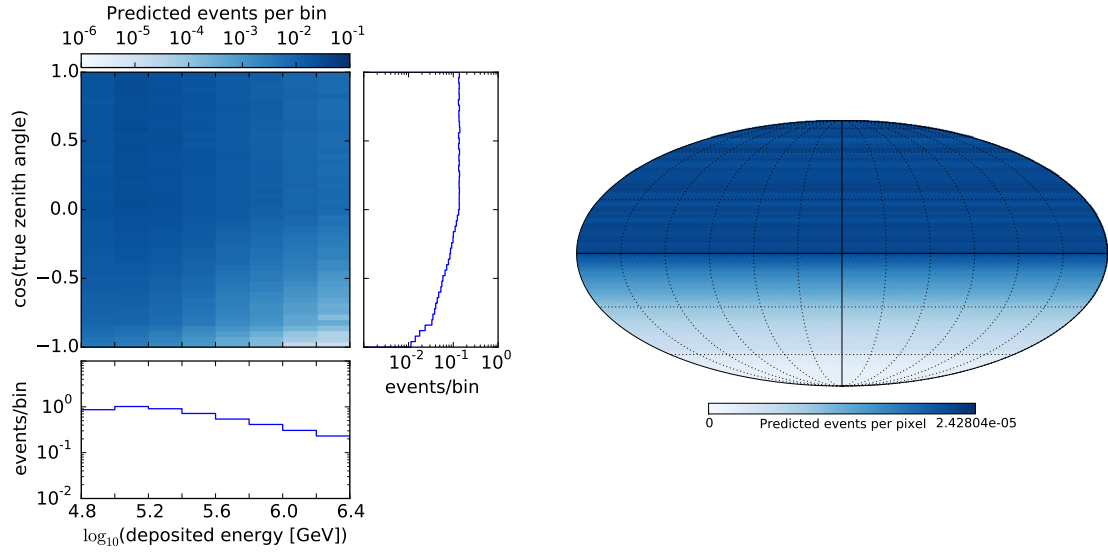 Predicted events per bin
10^-6 10^-5 10^-4 10^-3 10^-2 10^-1
cos(true zenith angle)
1.0
0.5
0.0
−0.5
−1.0
10^-2 10^-1 10^0
events/bin
events/bin
10^0
10^-1
10^-2
4.8 5.2 5.6 6.0 6.4
log10(deposited energy [GeV])
0 Predicted events per pixel 2.42804e-05